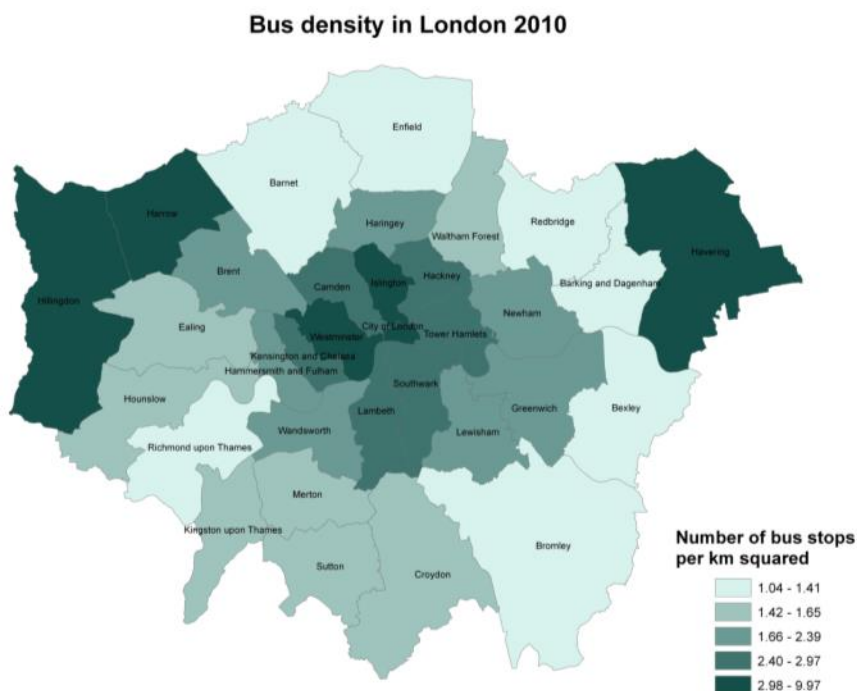 Bus density in London 2010
Enfield
Barnet
Harrow
Haringey
Waltham Forest
Redbridge
Havering
Brent
Camden
Islington
Hackney
Barking and Dagenham
Hillingdon
Ealing
Westminster
City of London
Tower Hamlets
Newham
Kensington and Chelsea
Hammersmith and Fulham
Hounslow
Southwark
Lambeth
Greenwich
Bexley
Richmond upon Thames
Wandsworth
Lewisham
Merton
Kingston upon Thames
Sutton
Croydon
Bromley
Number of bus stops
per km squared
1.04 - 1.41
1.42 - 1.65
1.66 - 2.39
2.40 - 2.97
2.98 - 9.97